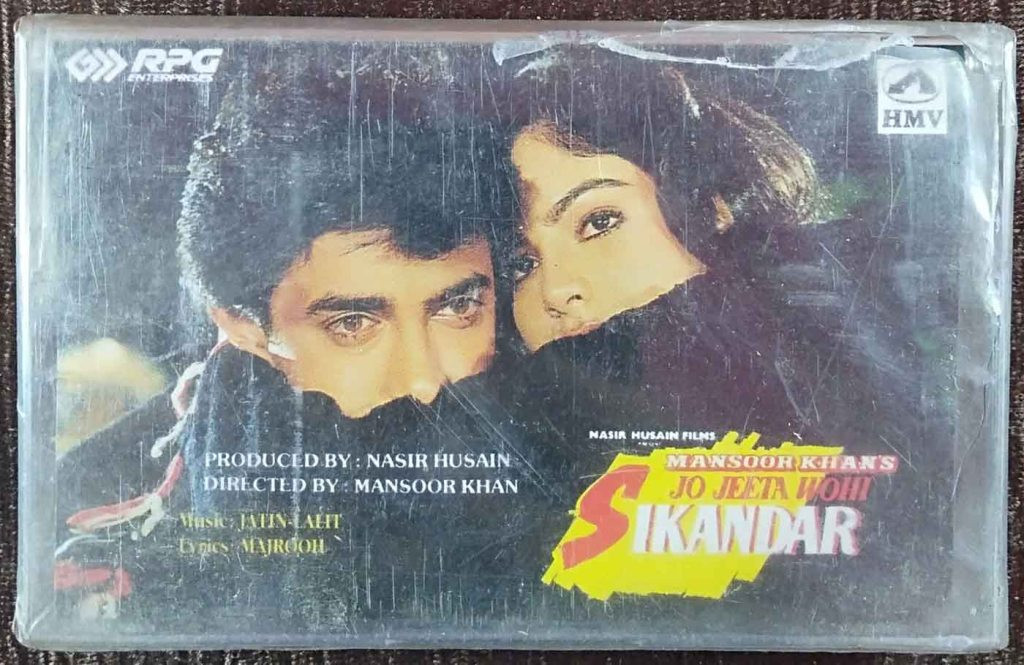 RPG
ENTERPRISES
HMV
PRODUCED BY : NASIR HUSAIN
DIRECTED BY : MANSOOR KHAN
Music : JATIN-LALIT
Lyrics : MAJROOH
NASIR HUSAIN FILMS
MANSOOR KHAN'S
JO JEETA WOHI
SIKANDAR